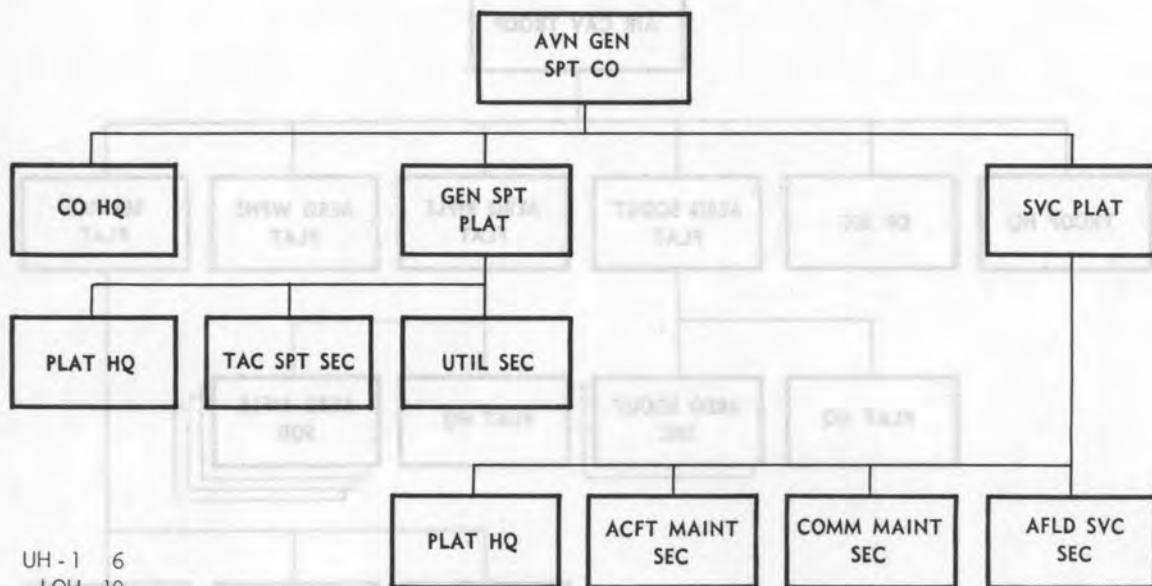 AVN GEN
SPT CO
CO HQ
GEN SPT
PLAT
SVC PLAT
PLAT HQ
TAC SPT SEC
UTIL SEC
PLAT HQ
ACFT MAINT
SEC
COMM MAINT
SEC
AFLD SVC
SEC
UH - 1 6
LOH